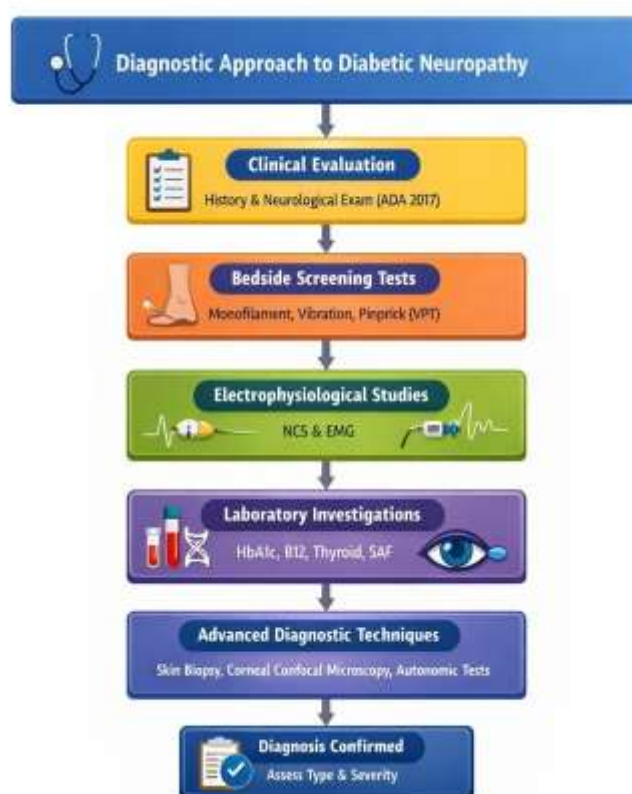 Diagnostic Approach to Diabetic Neuropathy
Clinical Evaluation
History & Neurological Exam (ADA 2017)
Bedside Screening Tests
Monofilament, Vibration, Pinprick (VPT)
Electrophysiological Studies
NCS & EMG
Laboratory Investigations
HbA1c, B12, Thyroid, SAF
Advanced Diagnostic Techniques
Skin Biopsy, Corneal Confocal Microscopy, Autonomic Tests
Diagnosis Confirmed
Assess Type & Severity